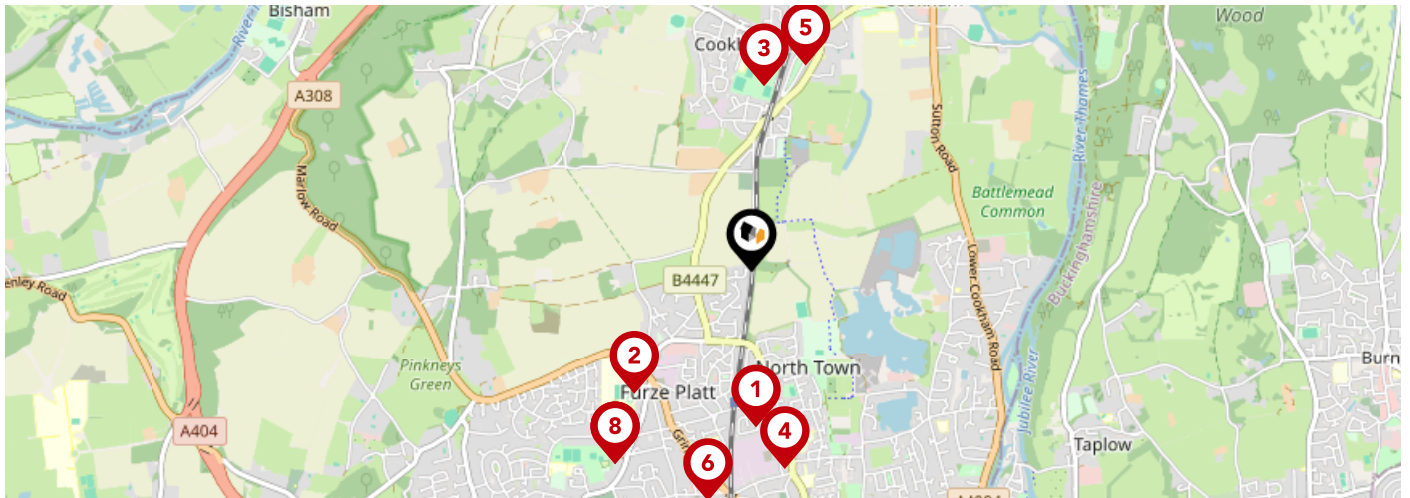 Bisham
Wood
5
3
A308
River Thames
Sutton Road
Marlow Road
Battlemead
Common
Buckinghamshire
enley Road
B4447
Lower Cookham Road
2
Pinkneys
Green
North Town
Burn
Furze Platt
1
Jubilee River
8
4
A404
Taplow
6